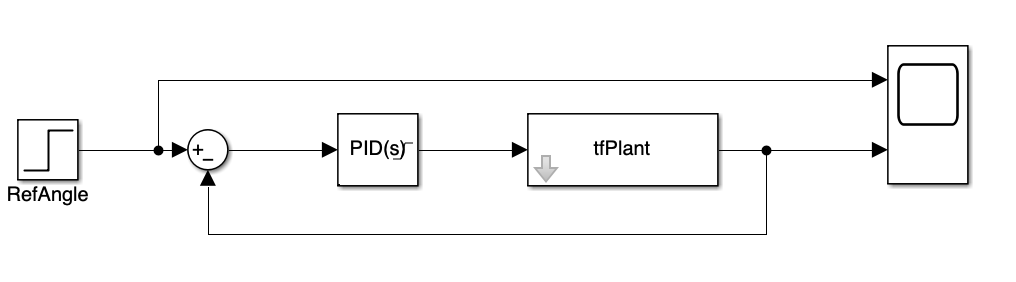 RefAngle
+
−
PID(s)
tfPlant